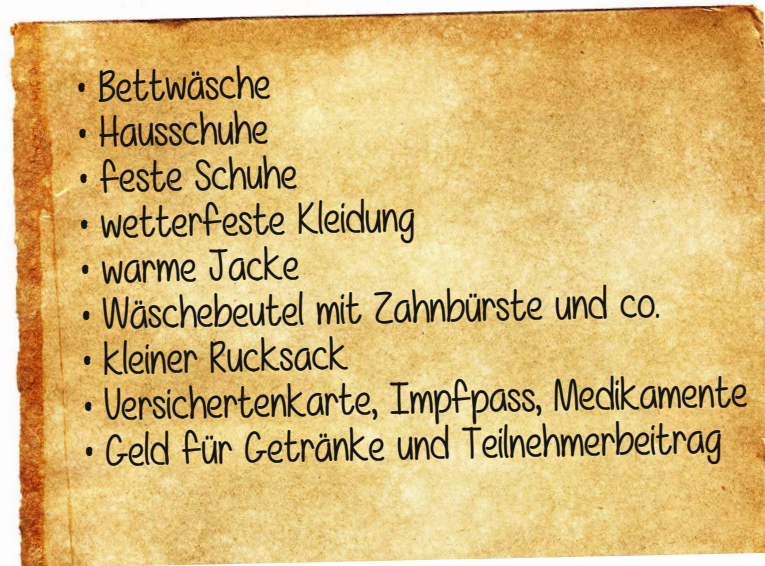 • Bettwäsche
• Hausschuhe
• feste Schuhe
• wetterfeste Kleidung
• warme Jacke
• Wäschebeutel mit Zahnbürste und co.
• kleiner Rucksack
• Versichertenkarte, Impfpass, Medikamente
• Geld für Getränke und Teilnehmerbeitrag